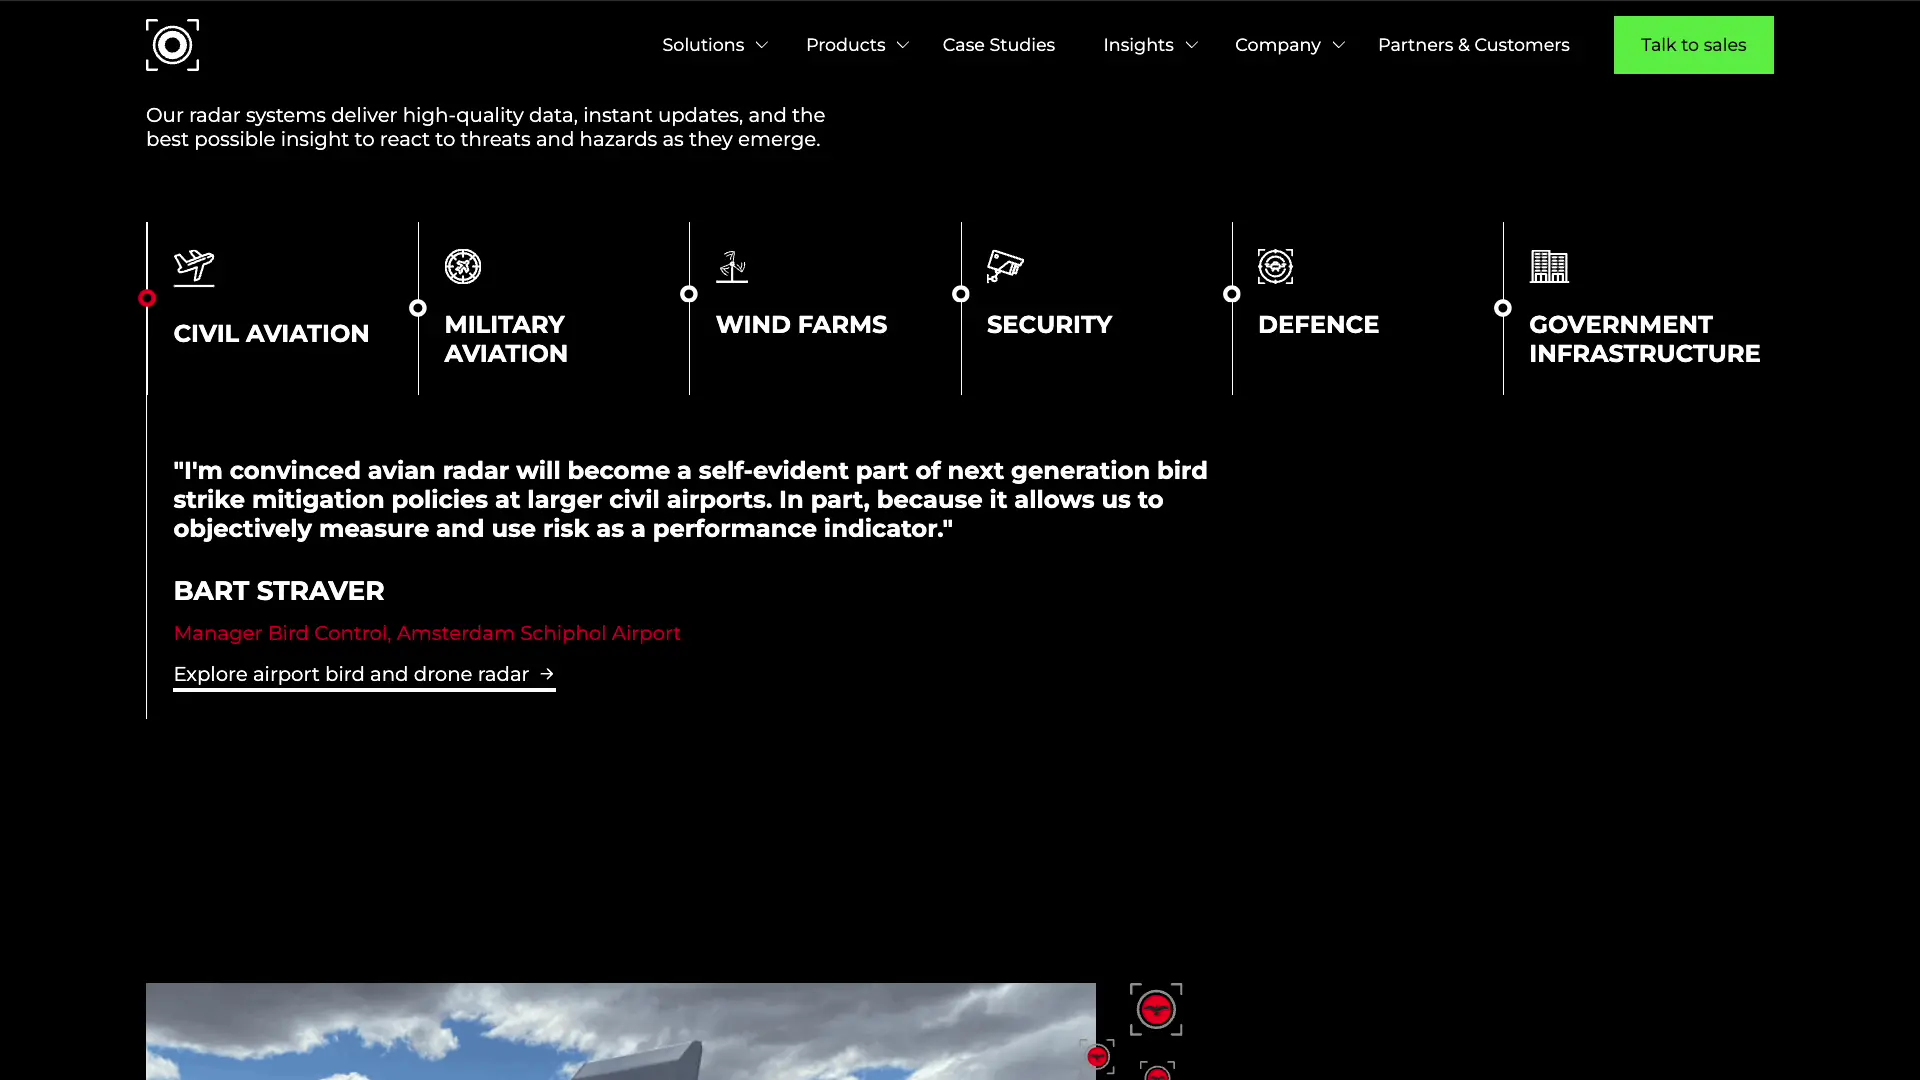 Solutions
Products
Case Studies
Insights
Company
Partners & Customers
Talk to sales
Our radar systems deliver high-quality data, instant updates, and the
best possible insight to react to threats and hazards as they emerge.
CIVIL AVIATION
MILITARY
AVIATION
WIND FARMS
SECURITY
DEFENCE
GOVERNMENT
INFRASTRUCTURE
"I'm convinced avian radar will become a self-evident part of next generation bird
strike mitigation policies at larger civil airports. In part, because it allows us to
objectively measure and use risk as a performance indicator."
BART STRAVER
Manager Bird Control, Amsterdam Schiphol Airport
Explore airport bird and drone radar →